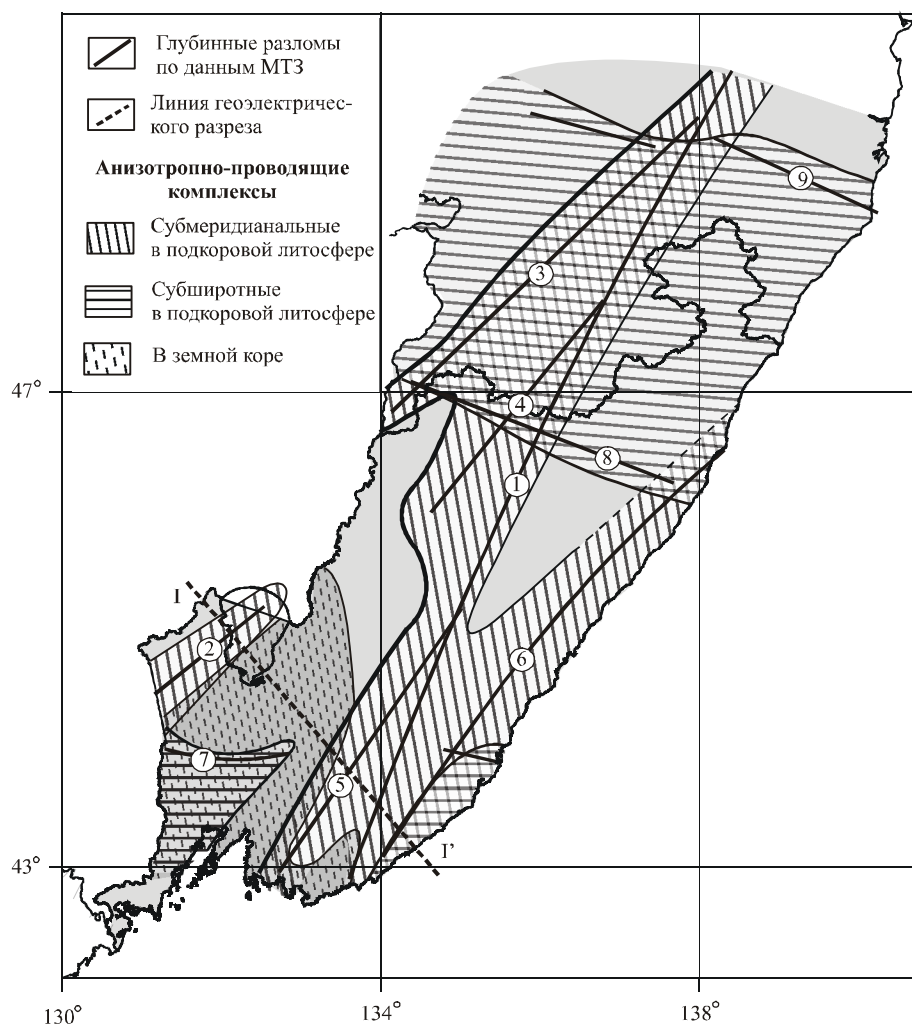 Глубинные разломы
по данным МТЗ
Линия геоэлектричес-
кого разреза
Анизотропно-проводящие
комплексы
Субмеридианальные
в подкоровой литосфере
Субширотные
в подкоровой литосфере
В земной коре
9
3
47°
4
8
1
I
2
6
7
5
I’
43°
130° 134° 138°